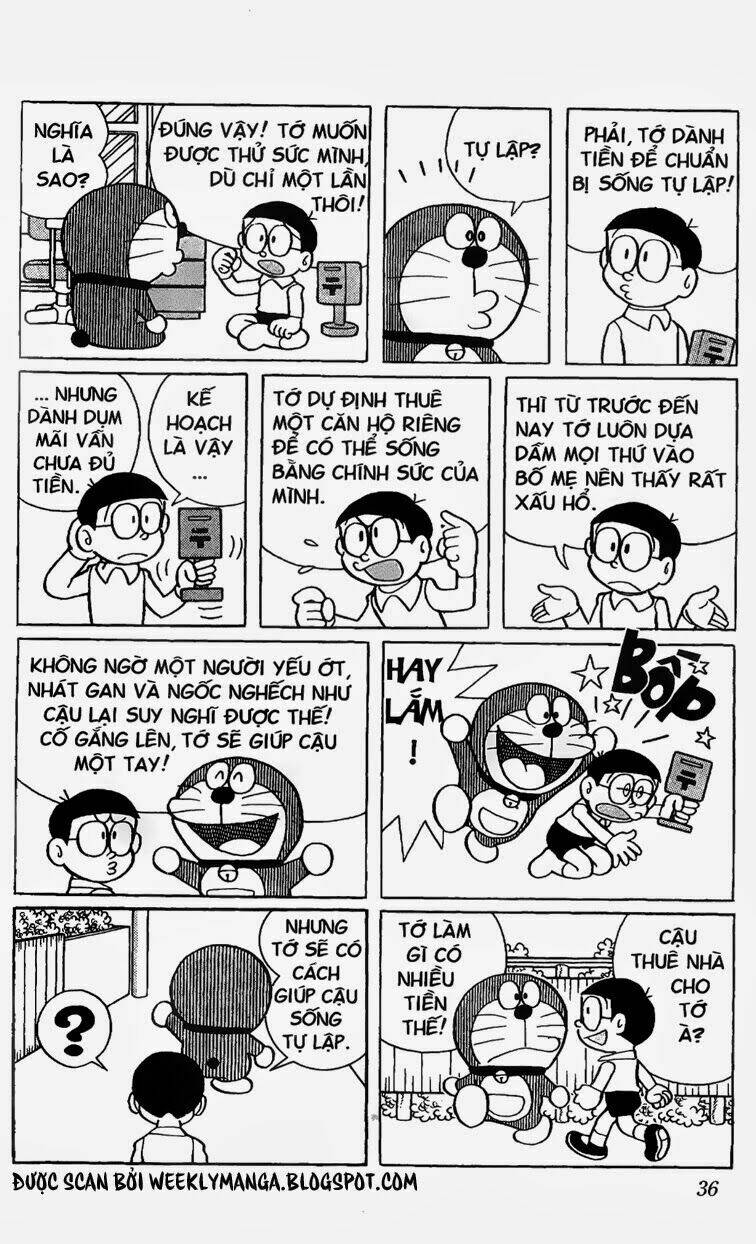 PHẢI, TỚ DÀNH
TIỀN ĐỂ CHUẨN
BỊ SỐNG TỰ LẬP!
TỰ LẬP?
ĐÚNG VẬY! TỚ MUỐN
ĐƯỢC THỬ SỨC MÌNH,
DÙ CHỈ MỘT LẦN
THÔI!
NGHĨA
LÀ
SAO?
THÌ TỪ TRƯỚC ĐẾN
NAY TỚ LUÔN DỰA
DẪM MỌI THỨ VÀO
BỐ MẸ NÊN THẤY RẤT
XẤU HỔ.
TỚ DỰ ĐỊNH THUÊ
MỘT CĂN HỘ RIÊNG
ĐỂ CÓ THỂ SỐNG
BẰNG CHÍNH SỨC CỦA
MÌNH.
KẾ
HOẠCH
LÀ VẬY
...
... NHƯNG
DÀNH DỤM
MÃI VẪN
CHƯA ĐỦ
TIỀN.
BỐP
HAY
LẮM
!
KHÔNG NGỜ MỘT NGƯỜI YẾU ỚT,
NHÁT GAN VÀ NGỐC NGHẾCH NHƯ
CẬU LẠI SUY NGHĨ ĐƯỢC THẾ!
CỐ GẮNG LÊN, TỚ SẼ GIÚP CẬU
MỘT TAY!
CẬU
THUÊ NHÀ
CHO
TỚ
À?
TỚ LÀM
GÌ CÓ
NHIỀU
TIỀN
THẾ!
NHƯNG
TỚ SẼ CÓ
CÁCH
GIÚP CẬU
SỐNG
TỰ LẬP.
?
ĐƯỢC SCAN BỞI WEEKLYMANGA.BLOGSPOT.COM
36